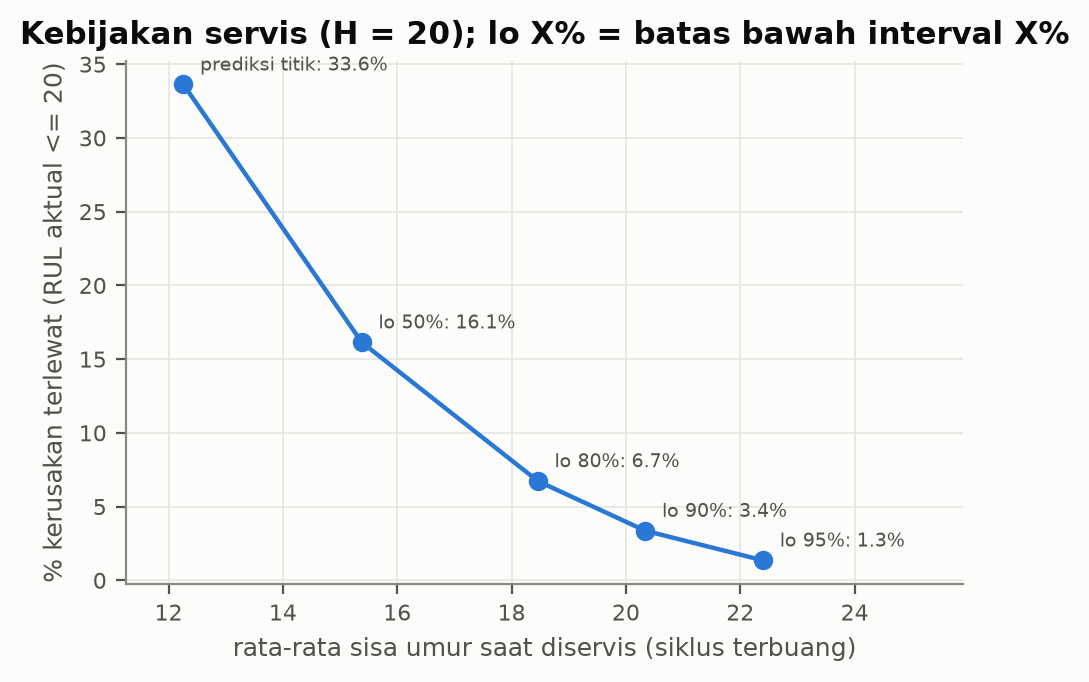 Kebijakan servis (H = 20); lo X% = batas bawah interval X%
% kerusakan terlewat (RUL aktual <= 20)
35
30
25
20
15
10
5
0
prediksi titik: 33.6%
lo 50%: 16.1%
lo 80%: 6.7%
lo 90%: 3.4%
lo 95%: 1.3%
12 14 16 18 20 22 24
rata-rata sisa umur saat diservis (siklus terbuang)